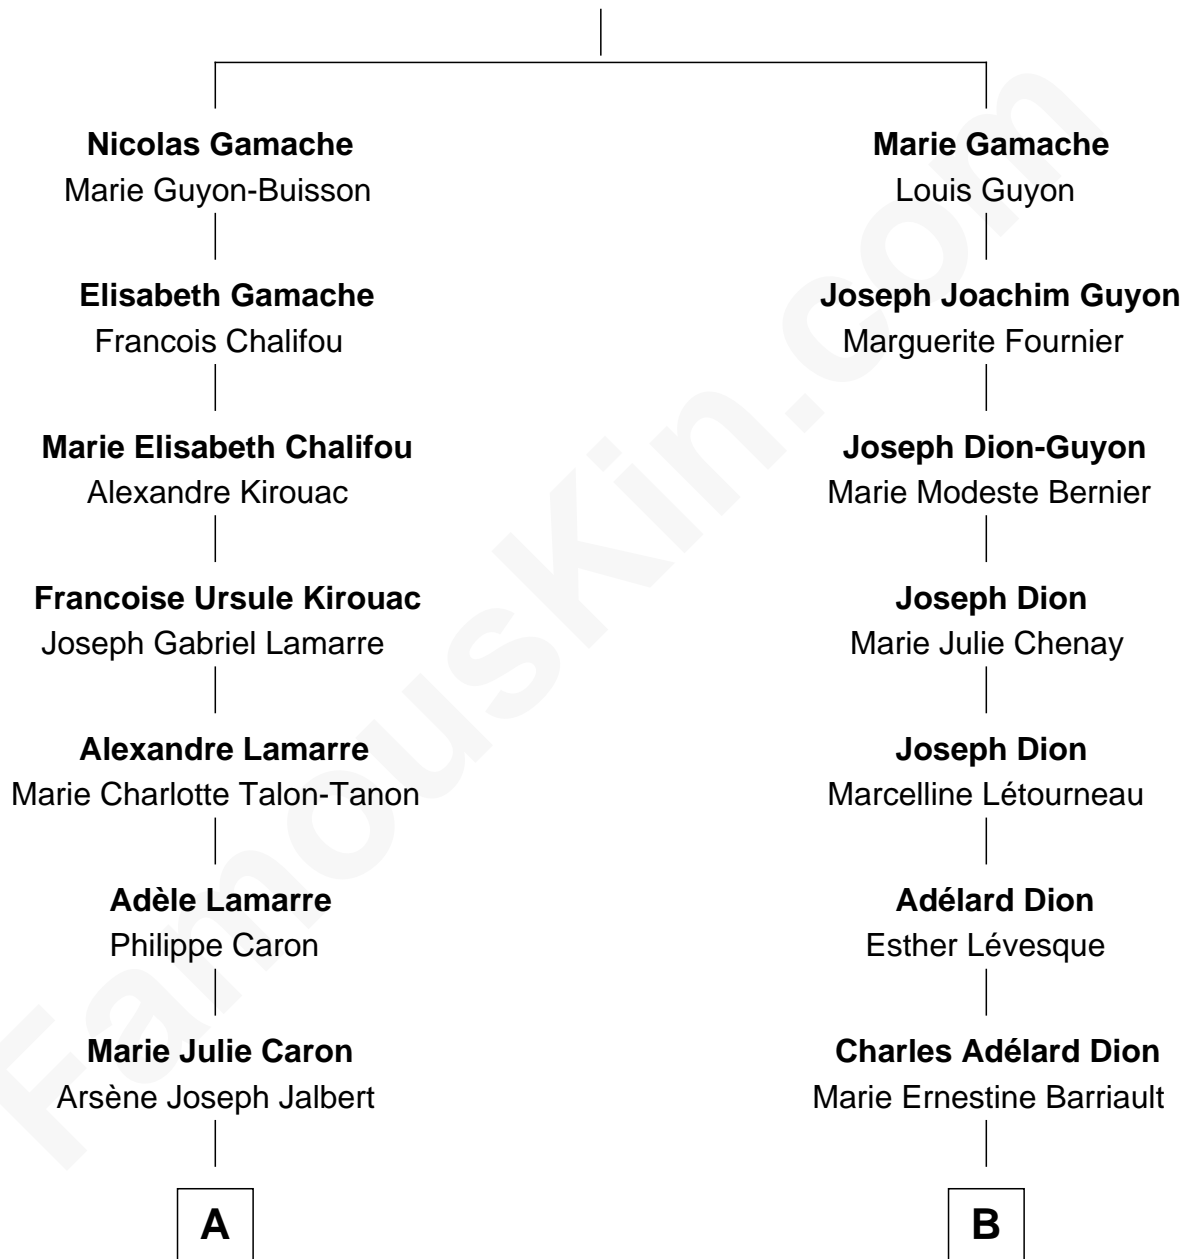 Nicolas Gamache
Marie Guyon-Buisson
Elisabeth Gamache
Francois Chalifou
Marie Elisabeth Chalifou
Alexandre Kirouac
Francoise Ursule Kirouac
Joseph Gabriel Lamarre
Alexandre Lamarre
Marie Charlotte Talon-Tanon
Adèle Lamarre
Philippe Caron
Marie Julie Caron
Arsène Joseph Jalbert
A
Marie Gamache
Louis Guyon
Joseph Joachim Guyon
Marguerite Fournier
Joseph Dion-Guyon
Marie Modeste Bernier
Joseph Dion
Marie Julie Chenay
Joseph Dion
Marcelline Létourneau
Adélard Dion
Esther Lévesque
Charles Adélard Dion
Marie Ernestine Barriault
B
FamousKin.com